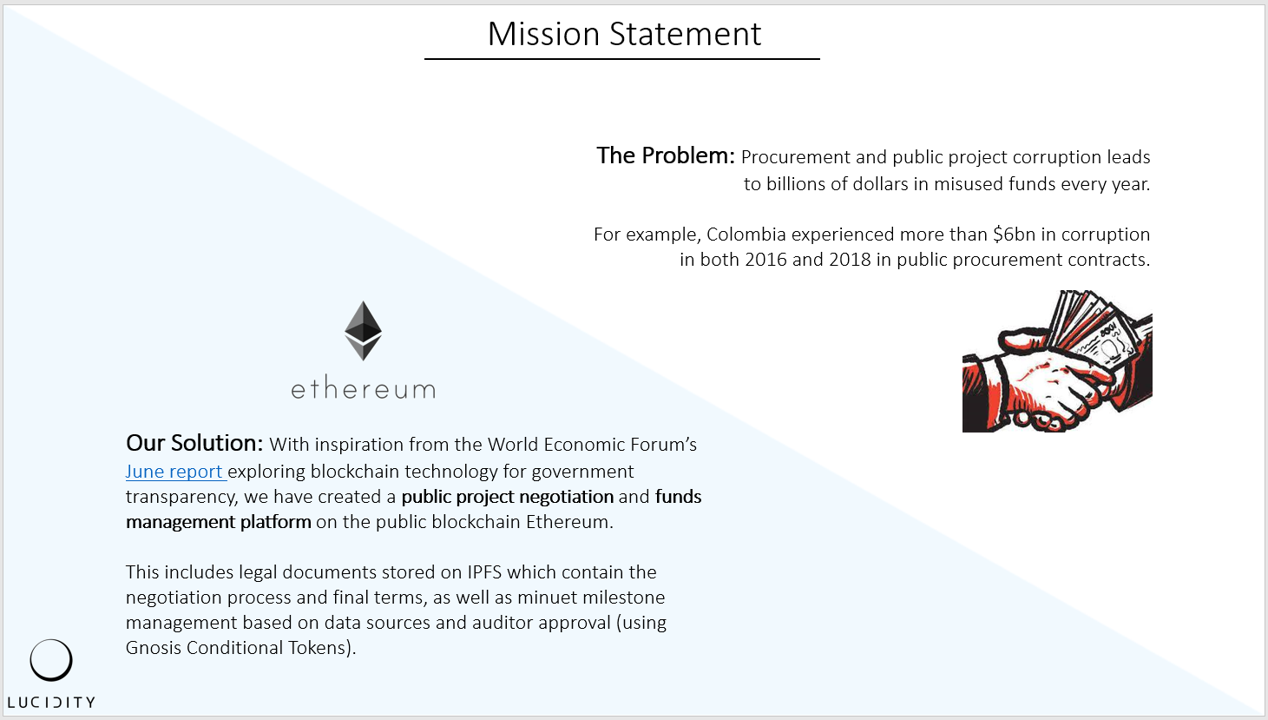 Mission Statement
The Problem: Procurement and public project corruption leads
to billions of dollars in misused funds every year.
For example, Colombia experienced more than $6bn in corruption
in both 2016 and 2018 in public procurement contracts.
ethereum
Our Solution: With inspiration from the World Economic Forum’s
June report exploring blockchain technology for government
transparency, we have created a public project negotiation and funds
management platform on the public blockchain Ethereum.
This includes legal documents stored on IPFS which contain the
negotiation process and final terms, as well as minuet milestone
management based on data sources and auditor approval (using
Gnosis Conditional Tokens).
LUCIDITY